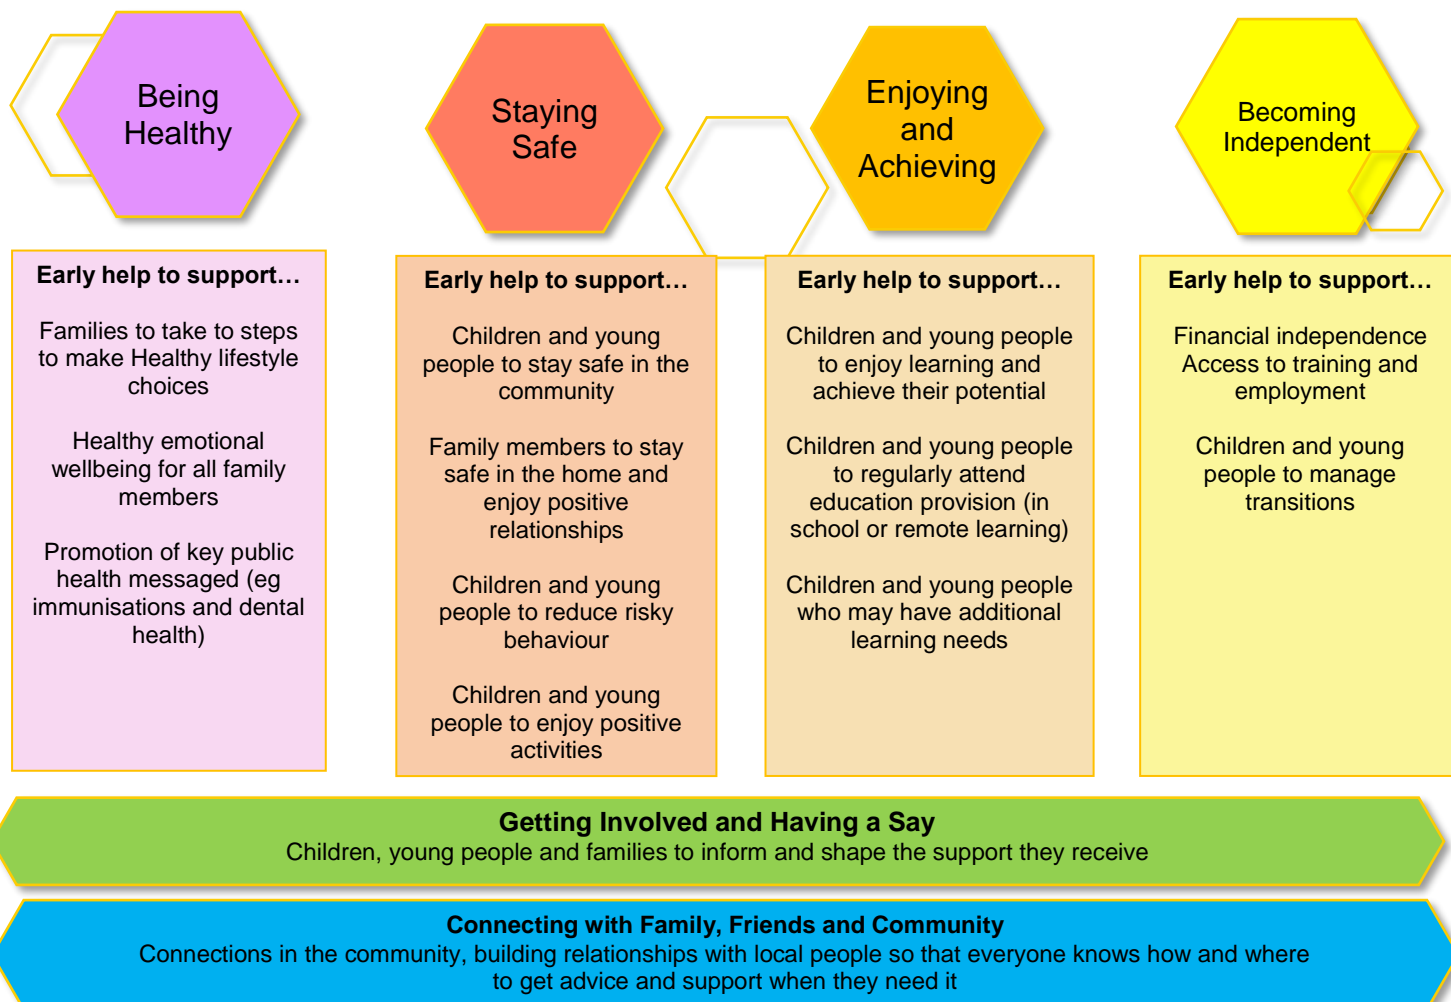 Being
Healthy
Staying
Safe
Enjoying
and
Achieving
Becoming
Independent
Early help to support…
Families to take to steps
to make Healthy lifestyle
choices
Healthy emotional
wellbeing for all family
members
Promotion of key public
health messaged (eg
immunisations and dental
health)
Early help to support…
Children and young
people to stay safe in the
community
Family members to stay
safe in the home and
enjoy positive
relationships
Children and young
people to reduce risky
behaviour
Children and young
people to enjoy positive
activities
Early help to support…
Children and young people
to enjoy learning and
achieve their potential
Children and young people
to regularly attend
education provision (in
school or remote learning)
Children and young people
who may have additional
learning needs
Early help to support…
Financial independence
Access to training and
employment
Children and young
people to manage
transitions
Getting Involved and Having a Say
Children, young people and families to inform and shape the support they receive
Connecting with Family, Friends and Community
Connections in the community, building relationships with local people so that everyone knows how and where
to get advice and support when they need it